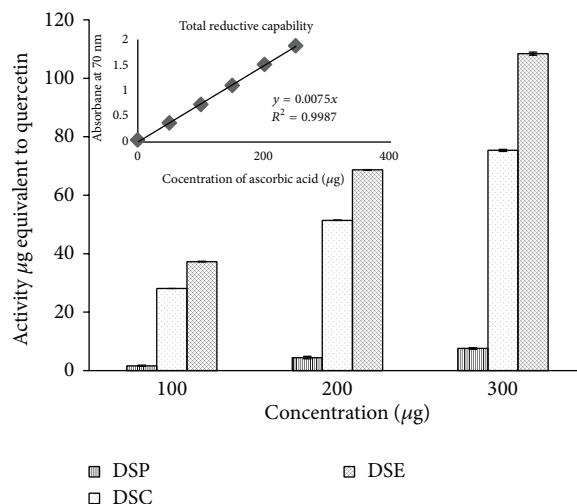 Total reductive capability
Absorbane at 70 nm
2
1.5
1
0.5
0
0 200 400
y = 0.0075x
R² = 0.9987
Cocentration of ascorbic acid (μg)
Activity μg equivalent to quercetin
120
100
80
60
40
20
0
100 200 300
Concentration (μg)
DSP
DSC
DSE